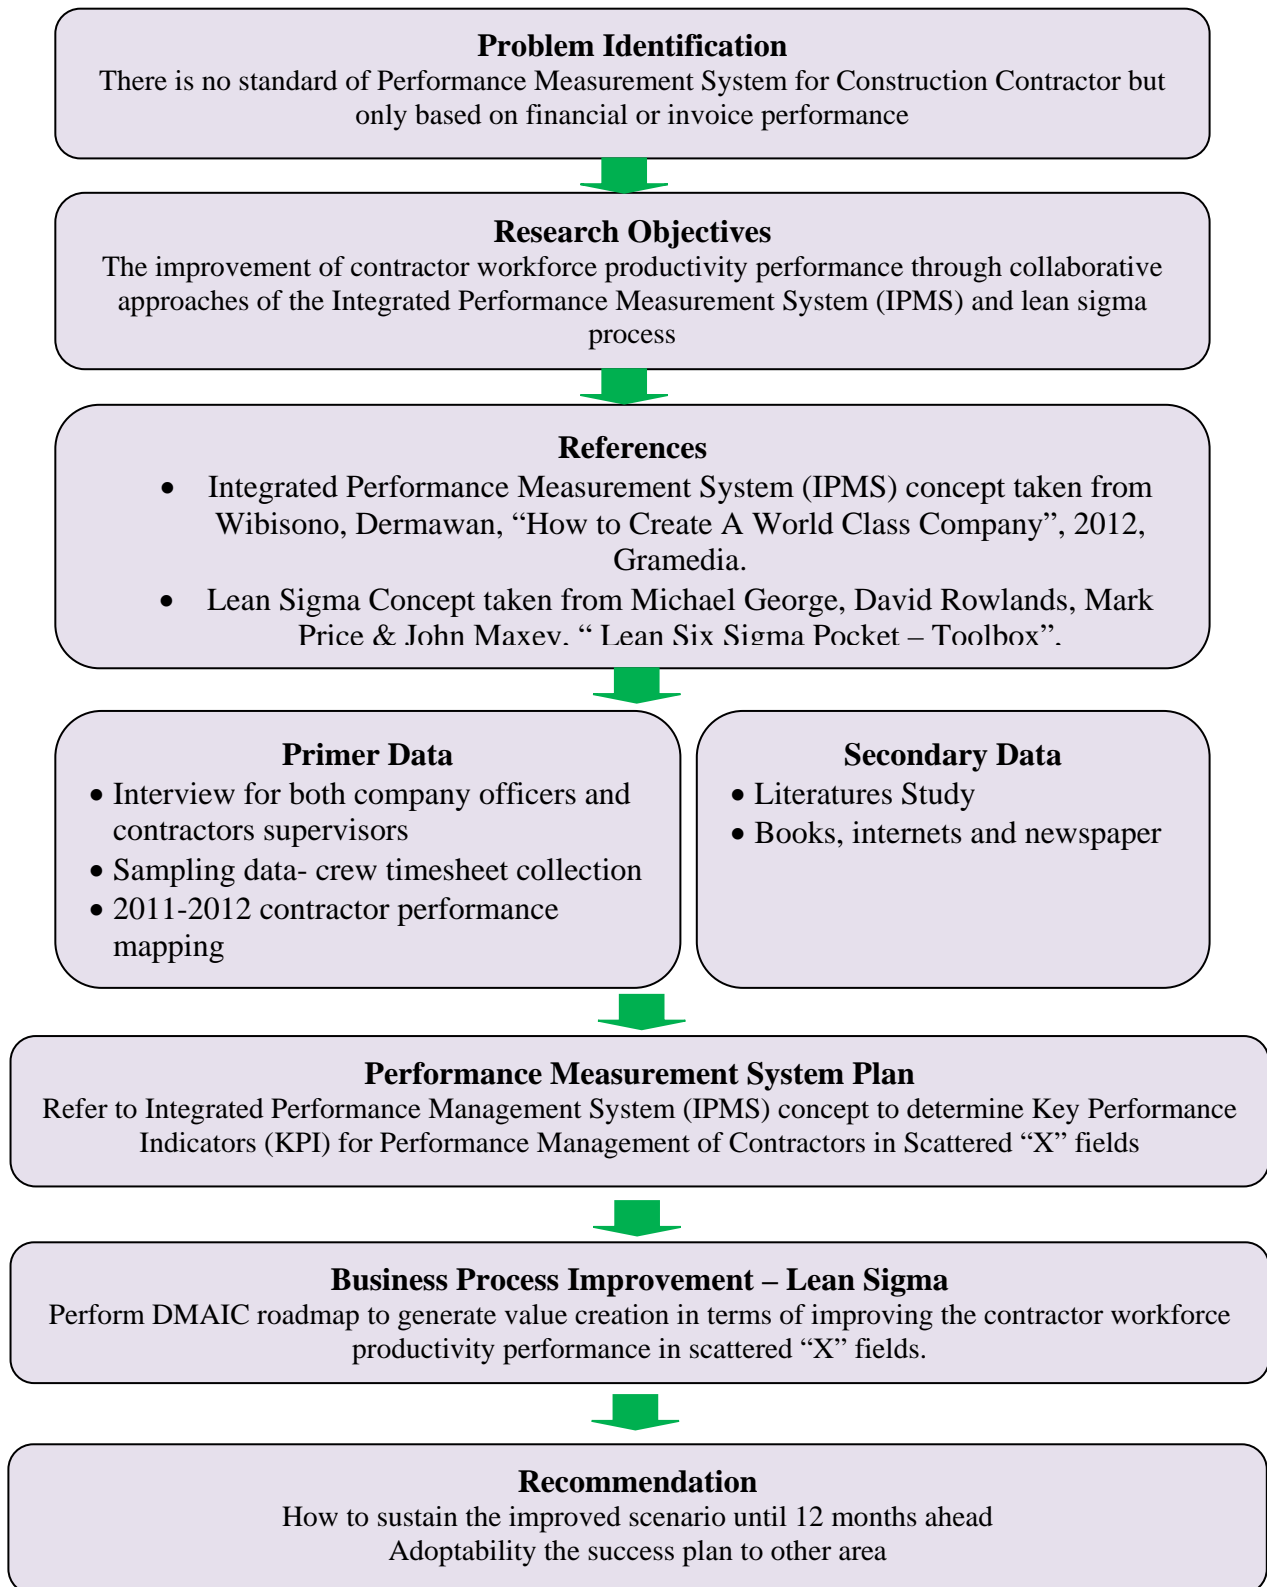 Problem Identification
There is no standard of Performance Measurement System for Construction Contractor but
only based on financial or invoice performance
Research Objectives
The improvement of contractor workforce productivity performance through collaborative
approaches of the Integrated Performance Measurement System (IPMS) and lean sigma
process
References
• Integrated Performance Measurement System (IPMS) concept taken from
Wibisono, Dermawan, “How to Create A World Class Company”, 2012,
Gramedia.
• Lean Sigma Concept taken from Michael George, David Rowlands, Mark
Price & John Maxey, “ Lean Six Sigma Pocket – Toolbox”,
Primer Data
• Interview for both company officers and
contractors supervisors
• Sampling data- crew timesheet collection
• 2011-2012 contractor performance
mapping
Secondary Data
• Literatures Study
• Books, internets and newspaper
Performance Measurement System Plan
Refer to Integrated Performance Management System (IPMS) concept to determine Key Performance
Indicators (KPI) for Performance Management of Contractors in Scattered “X” fields
Business Process Improvement – Lean Sigma
Perform DMAIC roadmap to generate value creation in terms of improving the contractor workforce
productivity performance in scattered “X” fields.
Recommendation
How to sustain the improved scenario until 12 months ahead
Adoptability the success plan to other area